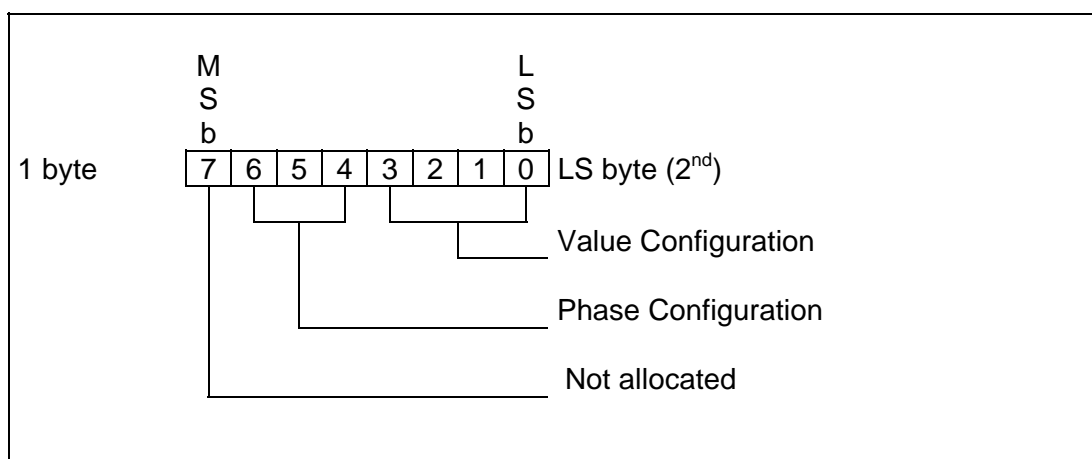 M L
S S
b b
1 byte 7 6 5 4 3 2 1 0 LS byte (2nd)
Value Configuration
Phase Configuration
Not allocated